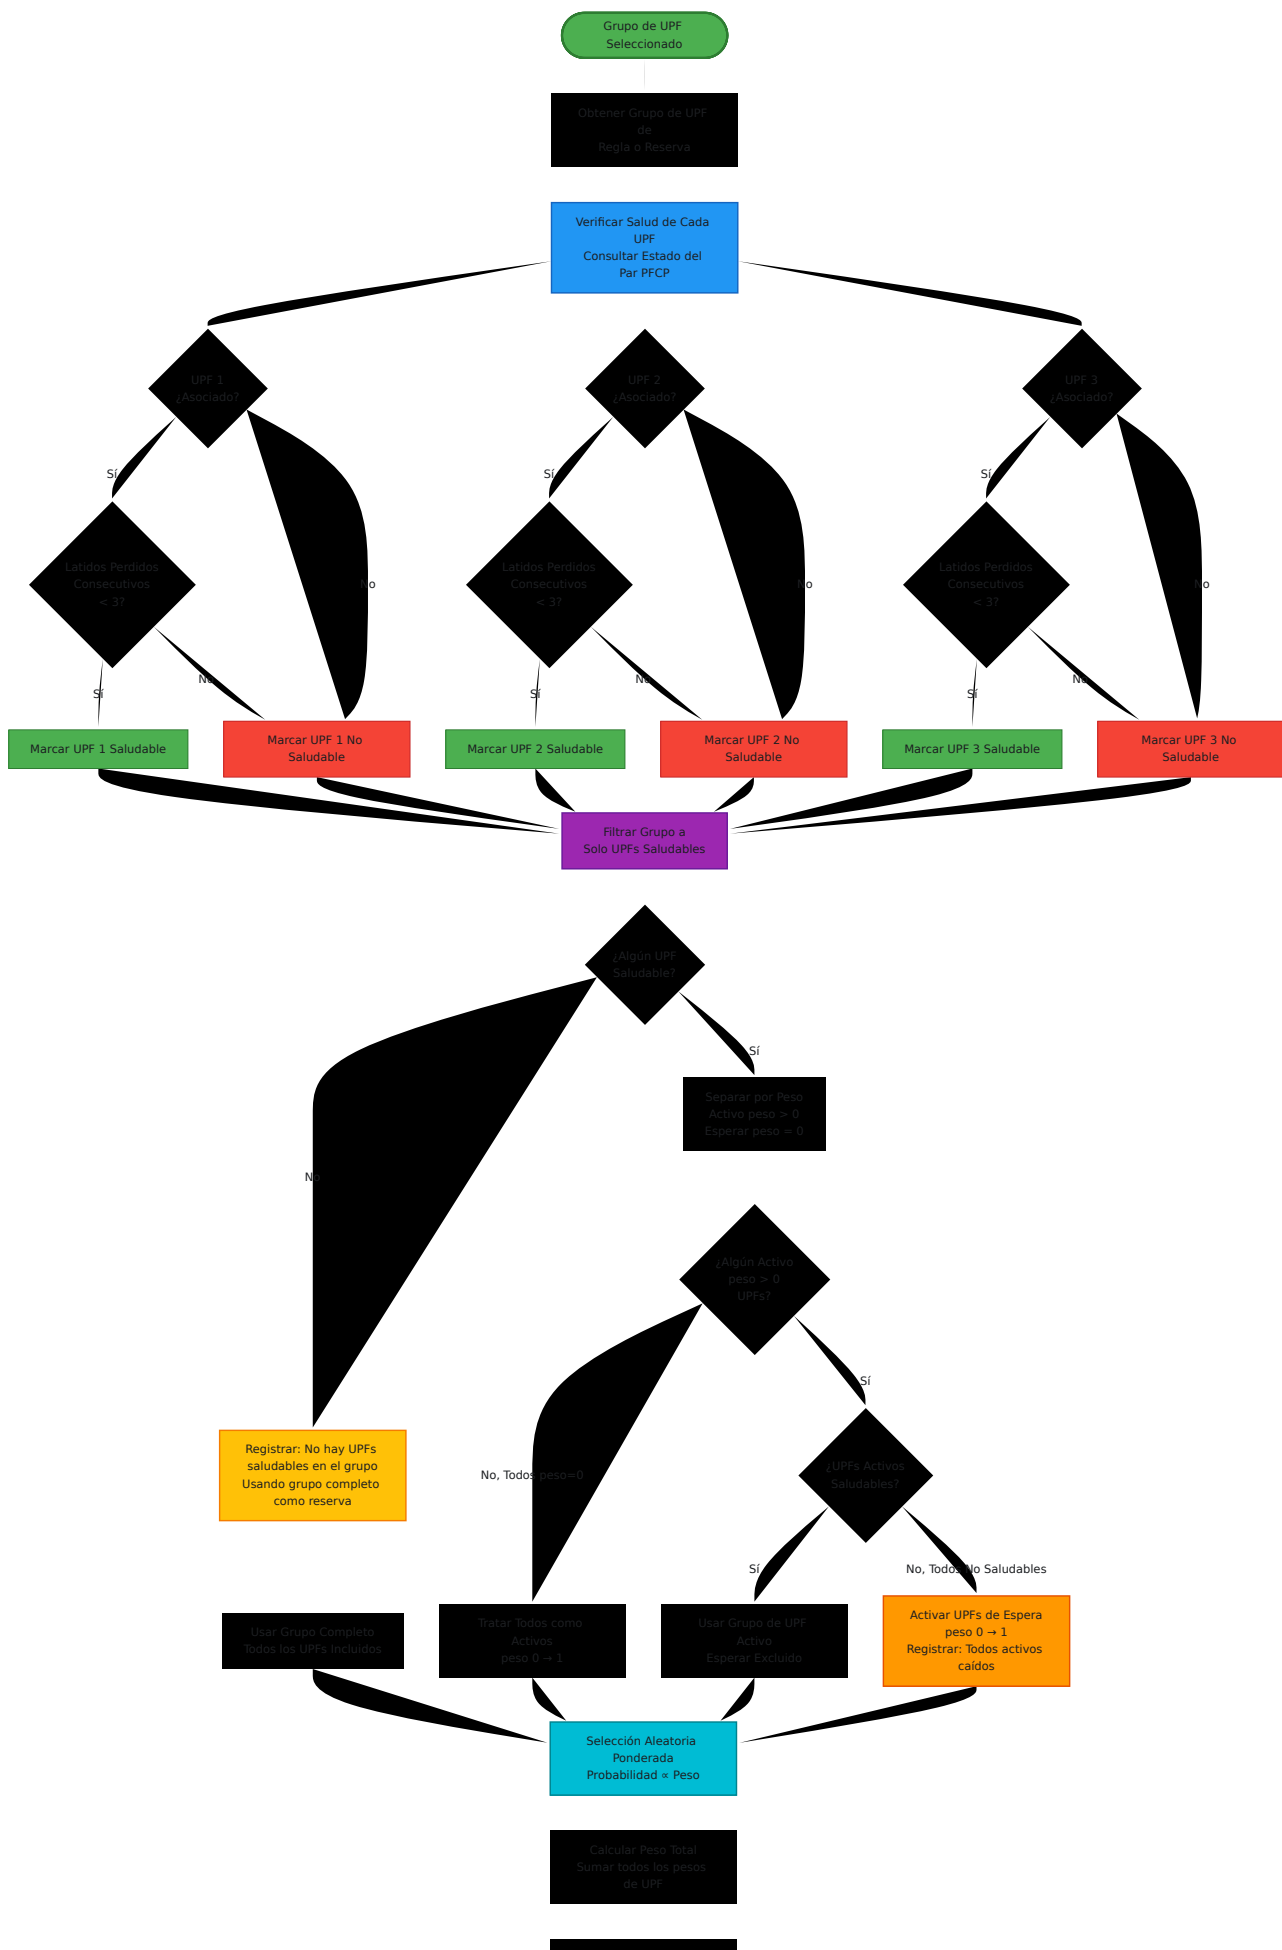 Grupo de UPF
Seleccionado
Obtener Grupo de UPF
de
Regla o Reserva
Verificar Salud de Cada
UPF
Consultar Estado del
Par PFCP
UPF 1
¿Asociado?
UPF 2
¿Asociado?
UPF 3
¿Asociado?
Sí
Sí
Sí
Latidos Perdidos
Consecutivos
< 3?
No
Latidos Perdidos
Consecutivos
< 3?
No
Latidos Perdidos
Consecutivos
< 3?
No
Sí
No
Sí
No
Sí
No
Marcar UPF 1 Saludable
Marcar UPF 1 No
Saludable
Marcar UPF 2 Saludable
Marcar UPF 2 No
Saludable
Marcar UPF 3 Saludable
Marcar UPF 3 No
Saludable
Filtrar Grupo a
Solo UPFs Saludables
¿Algún UPF
Saludable?
Sí
Separar por Peso
Activo peso > 0
Esperar peso = 0
No
¿Algún Activo
peso > 0
UPFs?
Sí
Registrar: No hay UPFs
saludables en el grupo
Usando grupo completo
como reserva
No, Todos peso=0
¿UPFs Activos
Saludables?
Sí
No, Todos No Saludables
Usar Grupo Completo
Todos los UPFs Incluidos
Tratar Todos como
Activos
peso 0 → 1
Usar Grupo de UPF
Activo
Esperar Excluido
Activar UPFs de Espera
peso 0 → 1
Registrar: Todos activos
caídos
Selección Aleatoria
Ponderada
Probabilidad ∝ Peso
Calcular Peso Total
Sumar todos los pesos
de UPF